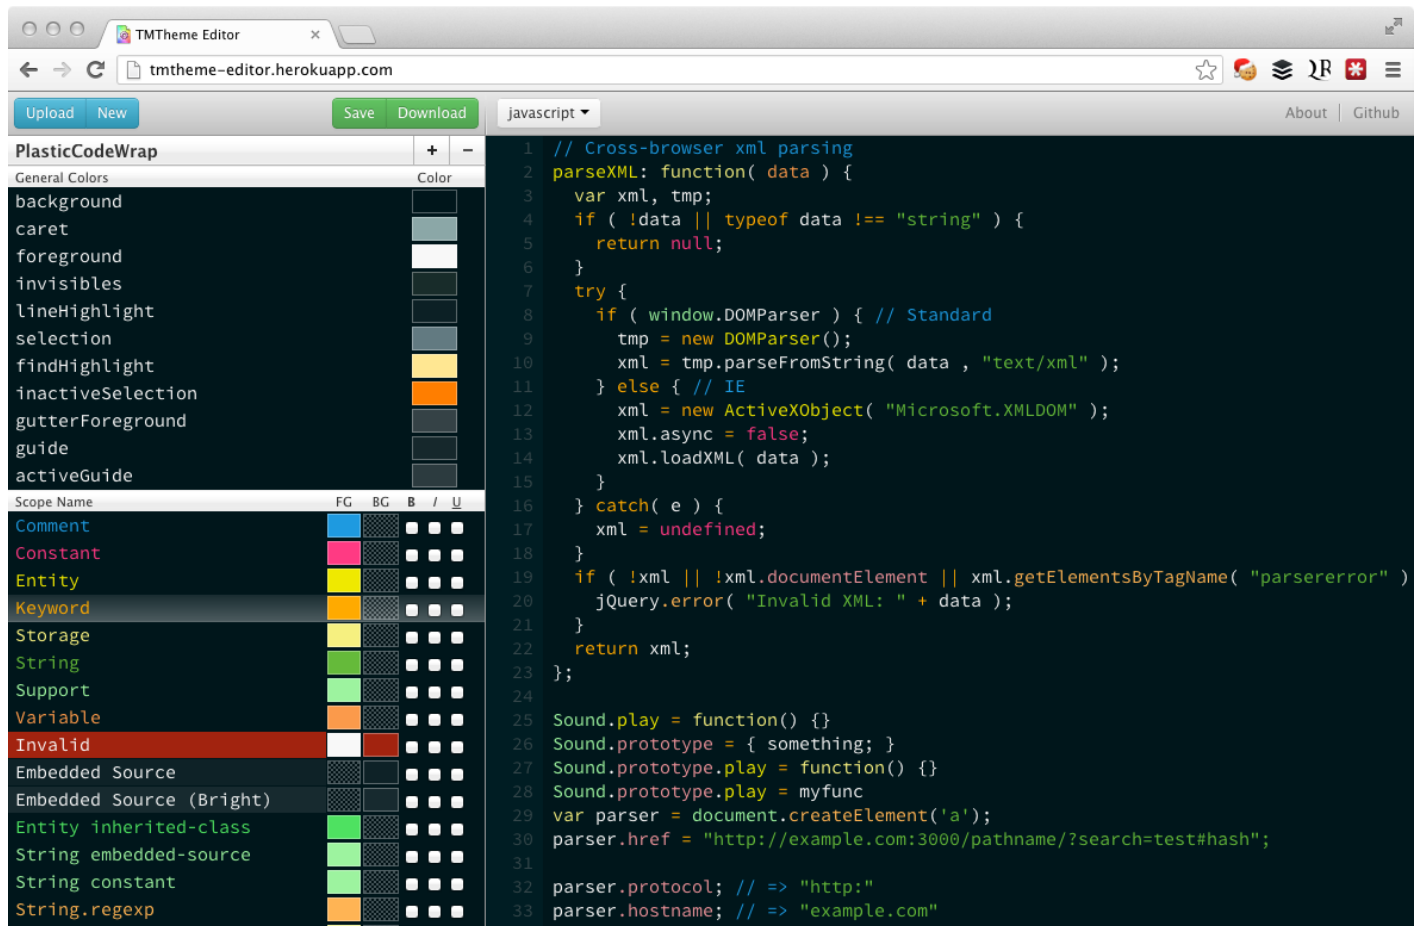 TMTheme Editor
tmtheme-editor.herokuapp.com
Upload New Save Download javascript About Github
PlasticCodeWrap + −
General Colors Color
background
caret
foreground
invisibles
lineHighlight
selection
findHighlight
inactiveSelection
gutterForeground
guide
activeGuide
Scope Name FG BG B I U
Comment
Constant
Entity
Keyword
Storage
String
Support
Variable
Invalid
Embedded Source
Embedded Source (Bright)
Entity inherited-class
String embedded-source
String constant
String.regexp
1 // Cross-browser xml parsing
2 parseXML: function( data ) {
3   var xml, tmp;
4   if ( !data || typeof data !== "string" ) {
5     return null;
6   }
7   try {
8     if ( window.DOMParser ) { // Standard
9       tmp = new DOMParser();
10       xml = tmp.parseFromString( data , "text/xml" );
11     } else { // IE
12       xml = new ActiveXObject( "Microsoft.XMLDOM" );
13       xml.async = false;
14       xml.loadXML( data );
15     }
16   } catch( e ) {
17     xml = undefined;
18   }
19   if ( !xml || !xml.documentElement || xml.getElementsByTagName( "parsererror" )
20     jQuery.error( "Invalid XML: " + data );
21   }
22   return xml;
23 };
24
25 Sound.play = function() {}
26 Sound.prototype = { something; }
27 Sound.prototype.play = function() {}
28 Sound.prototype.play = myfunc
29 var parser = document.createElement('a');
30 parser.href = "http://example.com:3000/pathname/?search=test#hash";
31
32 parser.protocol; // => "http:"
33 parser.hostname; // => "example.com"